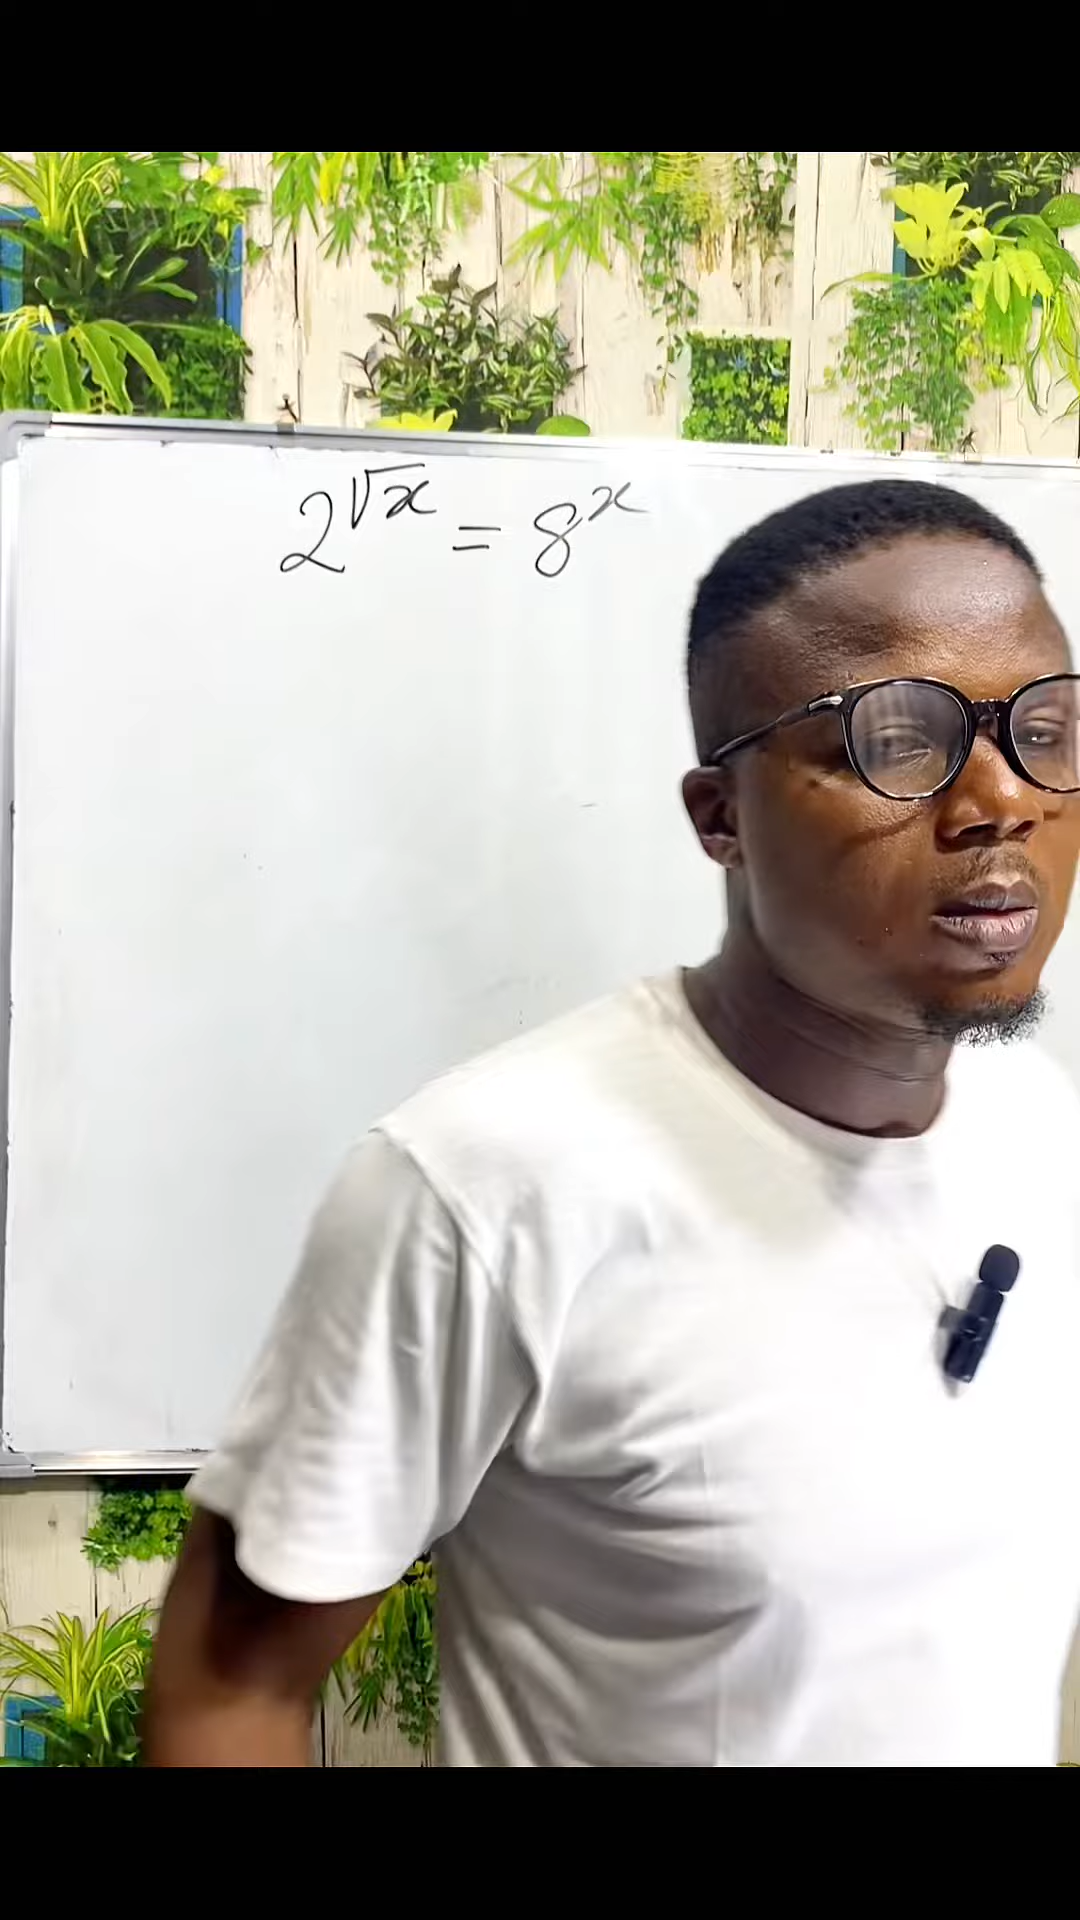 2^√x = 8^x